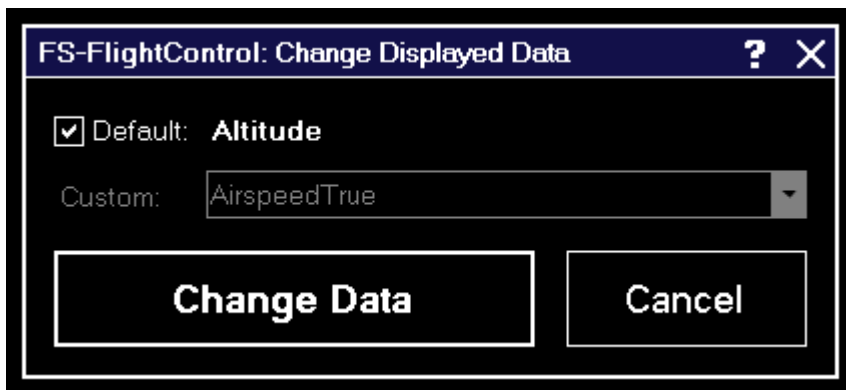 FS-FlightControl: Change Displayed Data ?
Default: Altitude
Custom: AirspeedTrue
Change Data Cancel